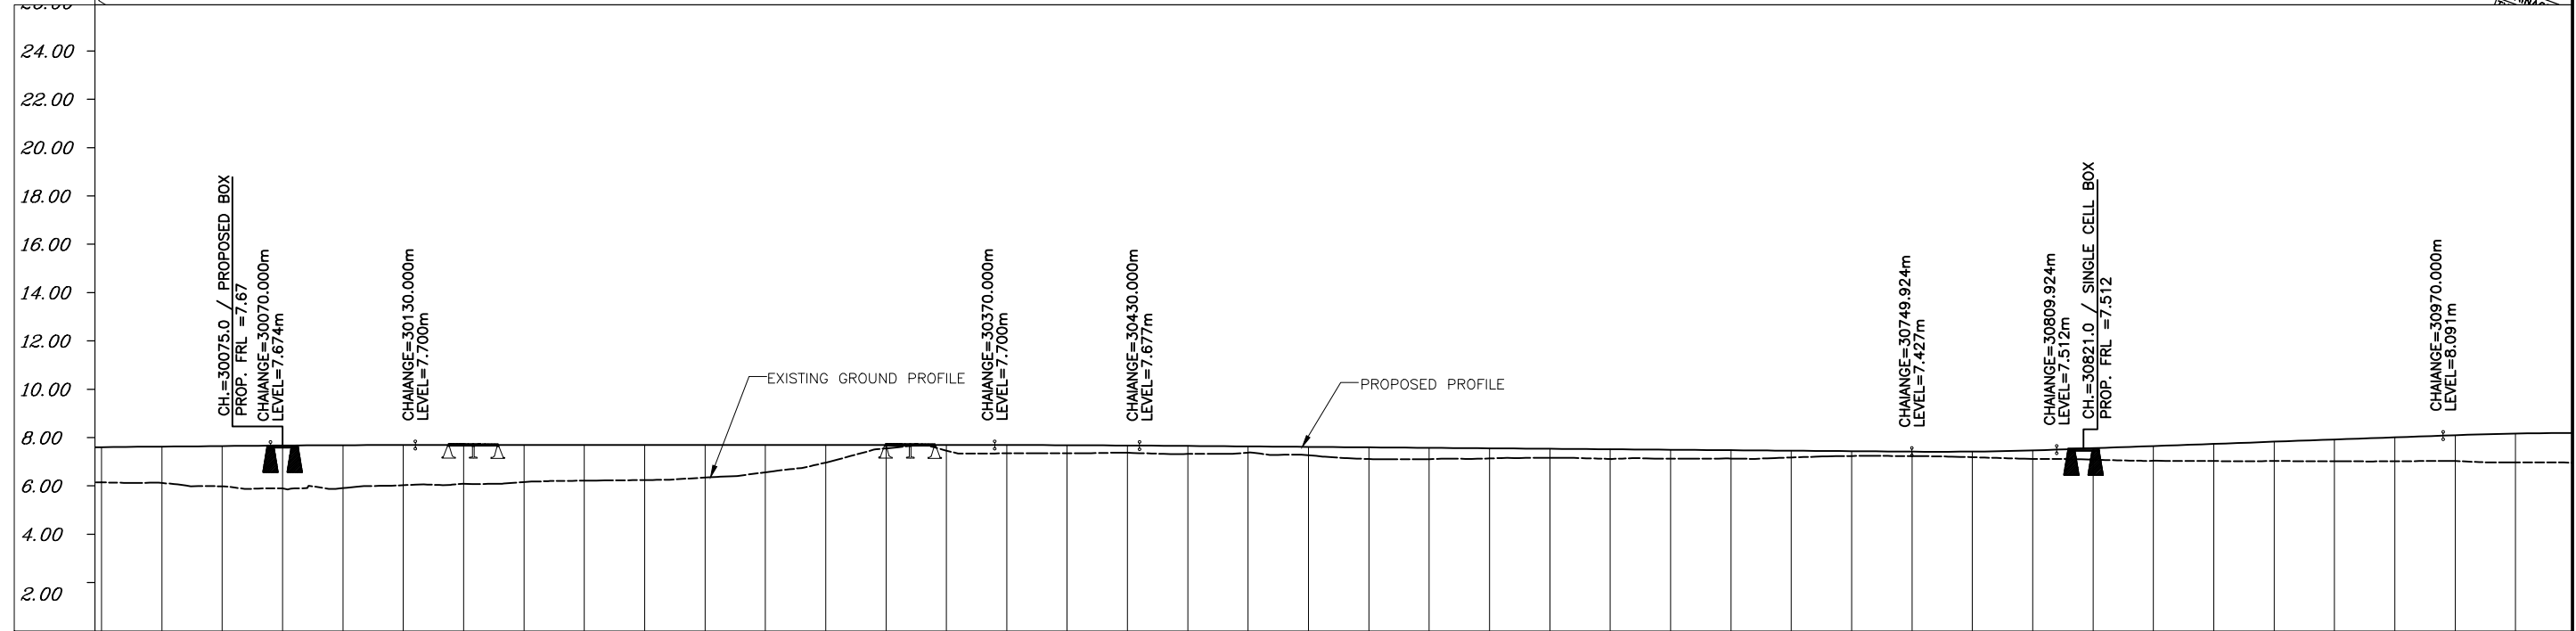 24.00
22.00
20.00
18.00
16.00
14.00
12.00
10.00
8.00
6.00
4.00
2.00
CH.=30075.0 / PROPOSED BOX
PROP. FRL =7.67
CHAIANGE=30070.000m
LEVEL=7.674m
CHAIANGE=30130.000m
LEVEL=7.700m
EXISTING GROUND PROFILE
CHAIANGE=30370.000m
LEVEL=7.700m
CHAIANGE=30430.000m
LEVEL=7.677m
PROPOSED PROFILE
CHAIANGE=30749.924m
LEVEL=7.427m
CHAIANGE=30809.924m
LEVEL=7.512m
CH.=30821.0 / SINGLE CELL BOX
PROP. FRL =7.512
CHAIANGE=30970.000m
LEVEL=8.091m